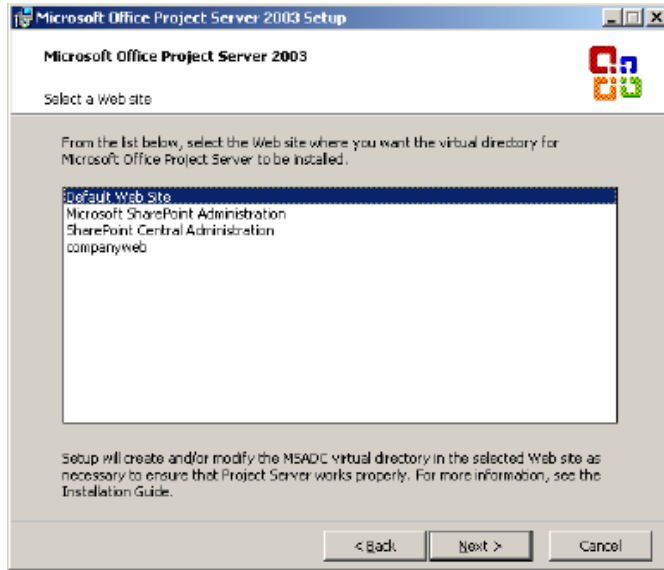 Microsoft Office Project Server 2003 Setup
Microsoft Office Project Server 2003
Select a Web site
From the list below, select the Web site where you want the virtual directory for
Microsoft Office Project Server to be installed.
Default Web Site
Microsoft SharePoint Administration
SharePoint Central Administration
companyweb
Setup will create and/or modify the MSADC virtual directory in the selected Web site as
necessary to ensure that Project Server works properly. For more information, see the
Installation Guide.
< Back Next > Cancel